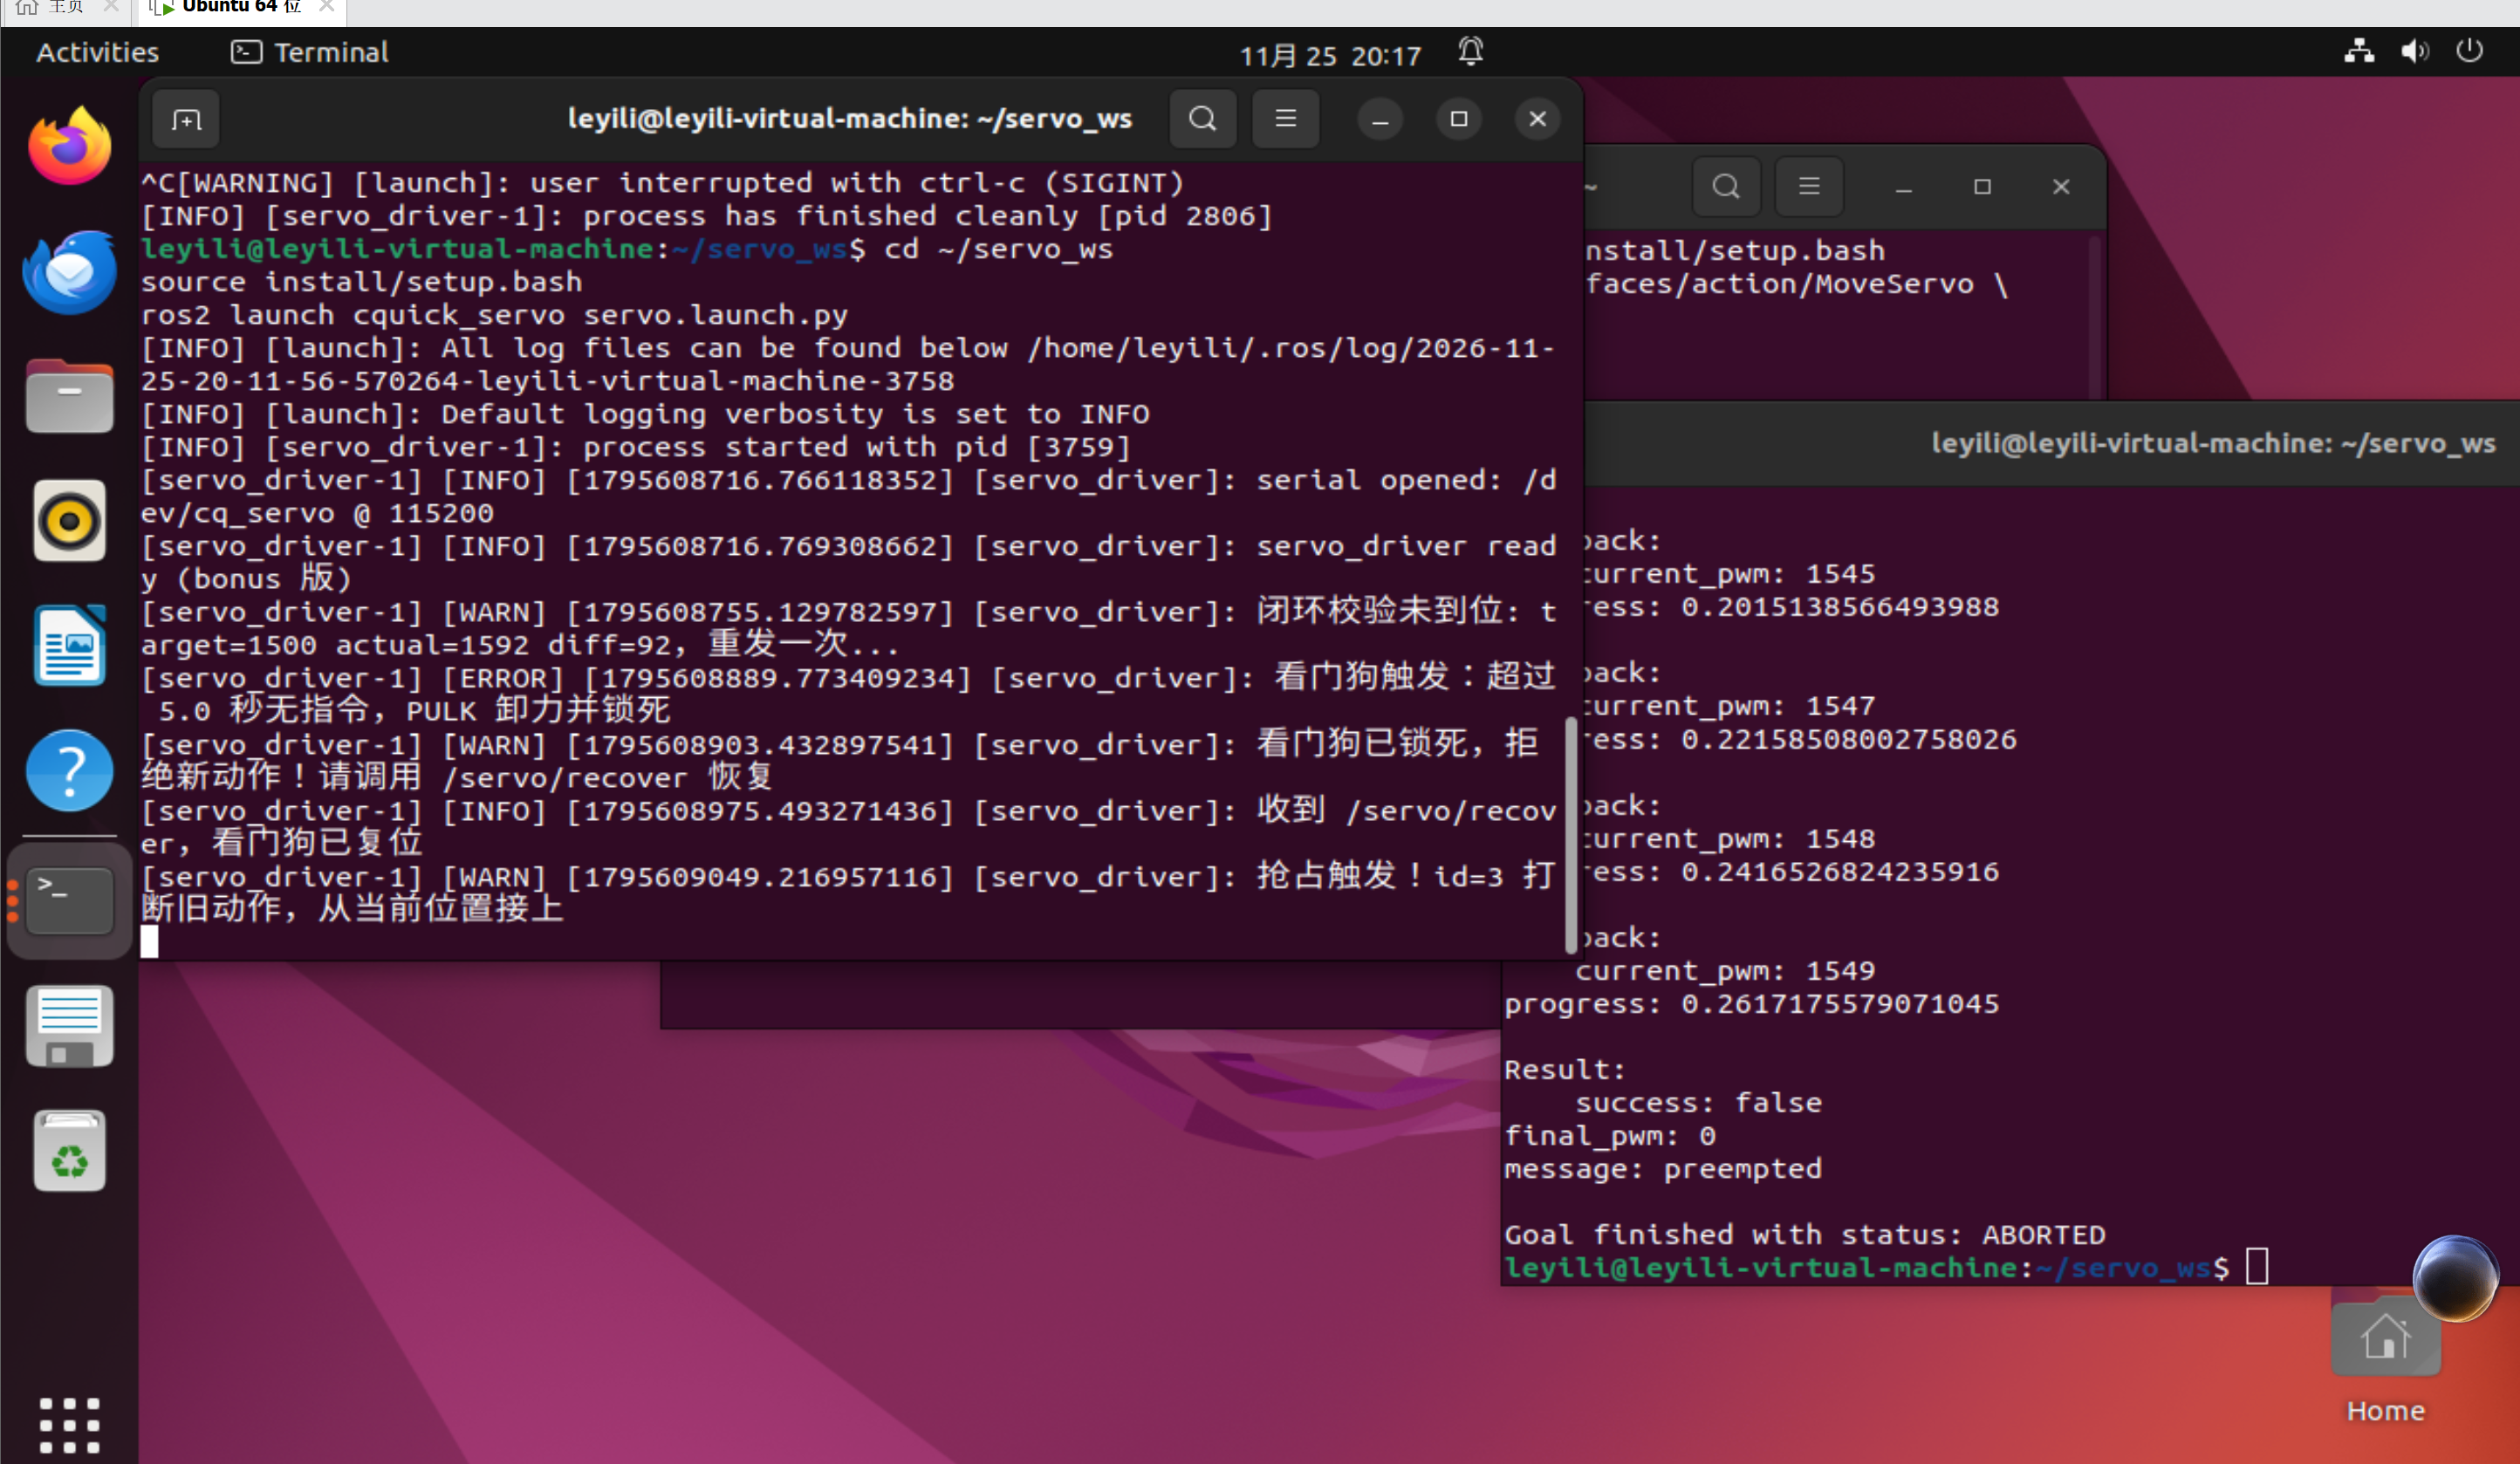 主页
Ubuntu 64 位
Activities
Terminal
11月 25 20:17
leyili@leyili-virtual-machine: ~/servo_ws
^C[WARNING] [launch]: user interrupted with ctrl-c (SIGINT)
[INFO] [servo_driver-1]: process has finished cleanly [pid 2806]
leyili@leyili-virtual-machine:~/servo_ws$ cd ~/servo_ws
source install/setup.bash
ros2 launch cquick_servo servo.launch.py
[INFO] [launch]: All log files can be found below /home/leyili/.ros/log/2026-11-
25-20-11-56-570264-leyili-virtual-machine-3758
[INFO] [launch]: Default logging verbosity is set to INFO
[INFO] [servo_driver-1]: process started with pid [3759]
[servo_driver-1] [INFO] [1795608716.766118352] [servo_driver]: serial opened: /d
ev/cq_servo @ 115200
[servo_driver-1] [INFO] [1795608716.769308662] [servo_driver]: servo_driver read
y (bonus 版)
[servo_driver-1] [WARN] [1795608755.129782597] [servo_driver]: 闭环校验未到位: t
arget=1500 actual=1592 diff=92，重发一次...
[servo_driver-1] [ERROR] [1795608889.773409234] [servo_driver]: 看门狗触发：超过
5.0 秒无指令，PULK 卸力并锁死
[servo_driver-1] [WARN] [1795608903.432897541] [servo_driver]: 看门狗已锁死，拒
绝新动作！请调用 /servo/recover 恢复
[servo_driver-1] [INFO] [1795608975.493271436] [servo_driver]: 收到 /servo/recov
er，看门狗已复位
[servo_driver-1] [WARN] [1795609049.216957116] [servo_driver]: 抢占触发！id=3 打
断旧动作，从当前位置接上
~
nstall/setup.bash
faces/action/MoveServo \
leyili@leyili-virtual-machine: ~/servo_ws
back:
current_pwm: 1545
ress: 0.2015138566493988
back:
current_pwm: 1547
ress: 0.22158508002758026
back:
current_pwm: 1548
ress: 0.2416526824235916
back:
current_pwm: 1549
progress: 0.2617175579071045
Result:
success: false
final_pwm: 0
message: preempted
Goal finished with status: ABORTED
leyili@leyili-virtual-machine:~/servo_ws$
Home